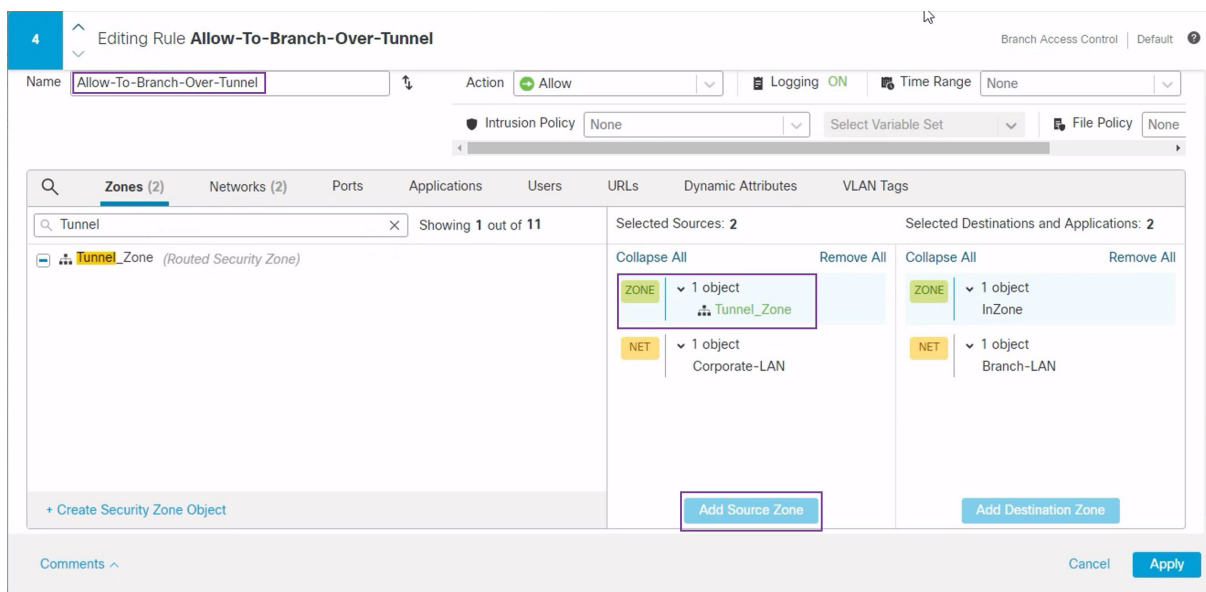 4 Editing Rule Allow-To-Branch-Over-Tunnel Branch Access Control | Default ?
Name Allow-To-Branch-Over-Tunnel Action Allow Logging ON Time Range None
Intrusion Policy None Select Variable Set File Policy None
Zones (2) Networks (2) Ports Applications Users URLs Dynamic Attributes VLAN Tags
Tunnel Showing 1 out of 11 Selected Sources: 2 Selected Destinations and Applications: 2
Tunnel_Zone (Routed Security Zone) Collapse All Remove All Collapse All Remove All
ZONE 1 object ZONE 1 object
Tunnel_Zone InZone
NET 1 object NET 1 object
Corporate-LAN Branch-LAN
+ Create Security Zone Object Add Source Zone Add Destination Zone
Comments Cancel Apply